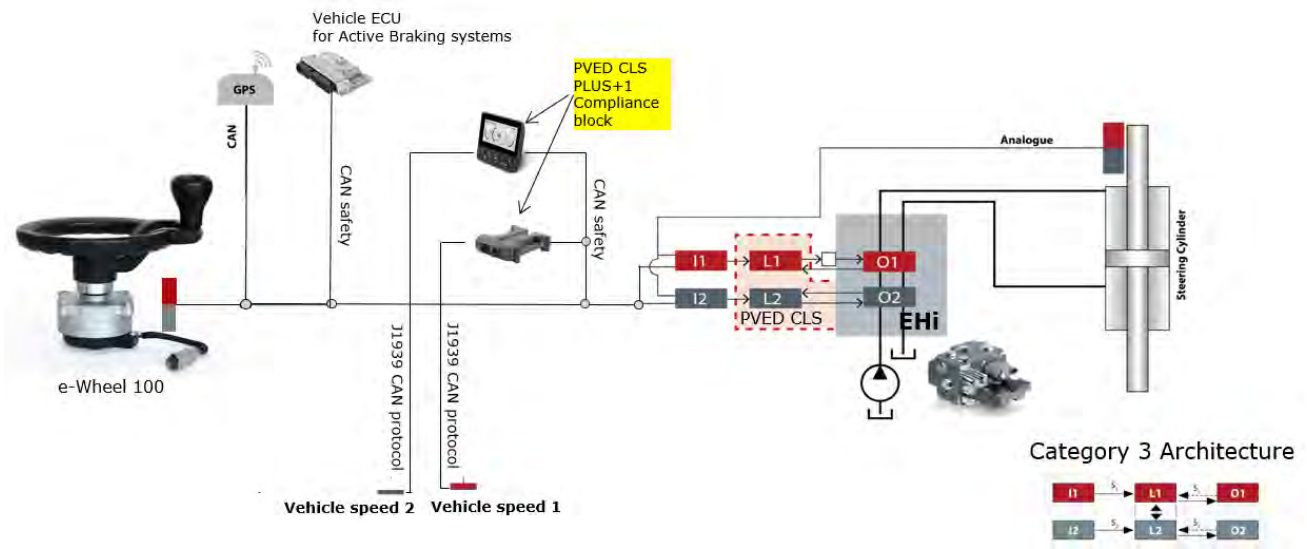 Vehicle ECU
for Active Braking systems
GPS
CAN
CAN safety
PVED CLS
PLUS+1
Compliance
block
CAN safety
Analogue
Steering Cylinder
I1
L1
O1
I2
L2
O2
PVED CLS
EHi
e-Wheel 100
J1939 CAN protocol
J1939 CAN protocol
Vehicle speed 2
Vehicle speed 1
Category 3 Architecture
I1
L1
O1
I2
L2
O2